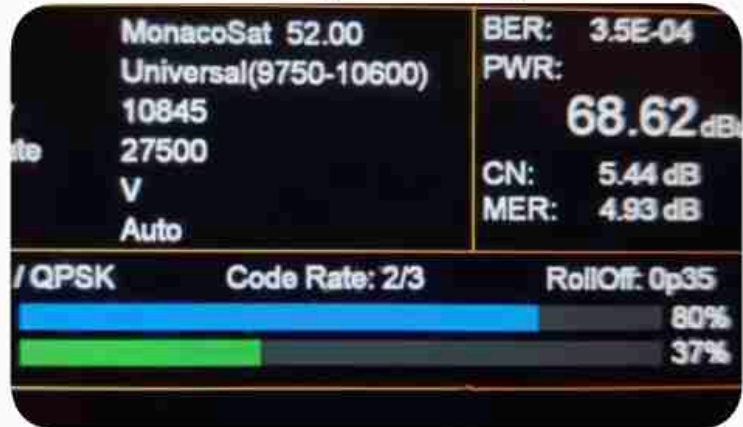 MonacoSat 52.00
Universal(9750-10600)
10845
27500
V
Auto
BER: 3.5E-04
PWR:
68.62
CN: 5.44 dB
MER: 4.93 dB
/ QPSK Code Rate: 2/3 RollOff: 0p35
80%
37%